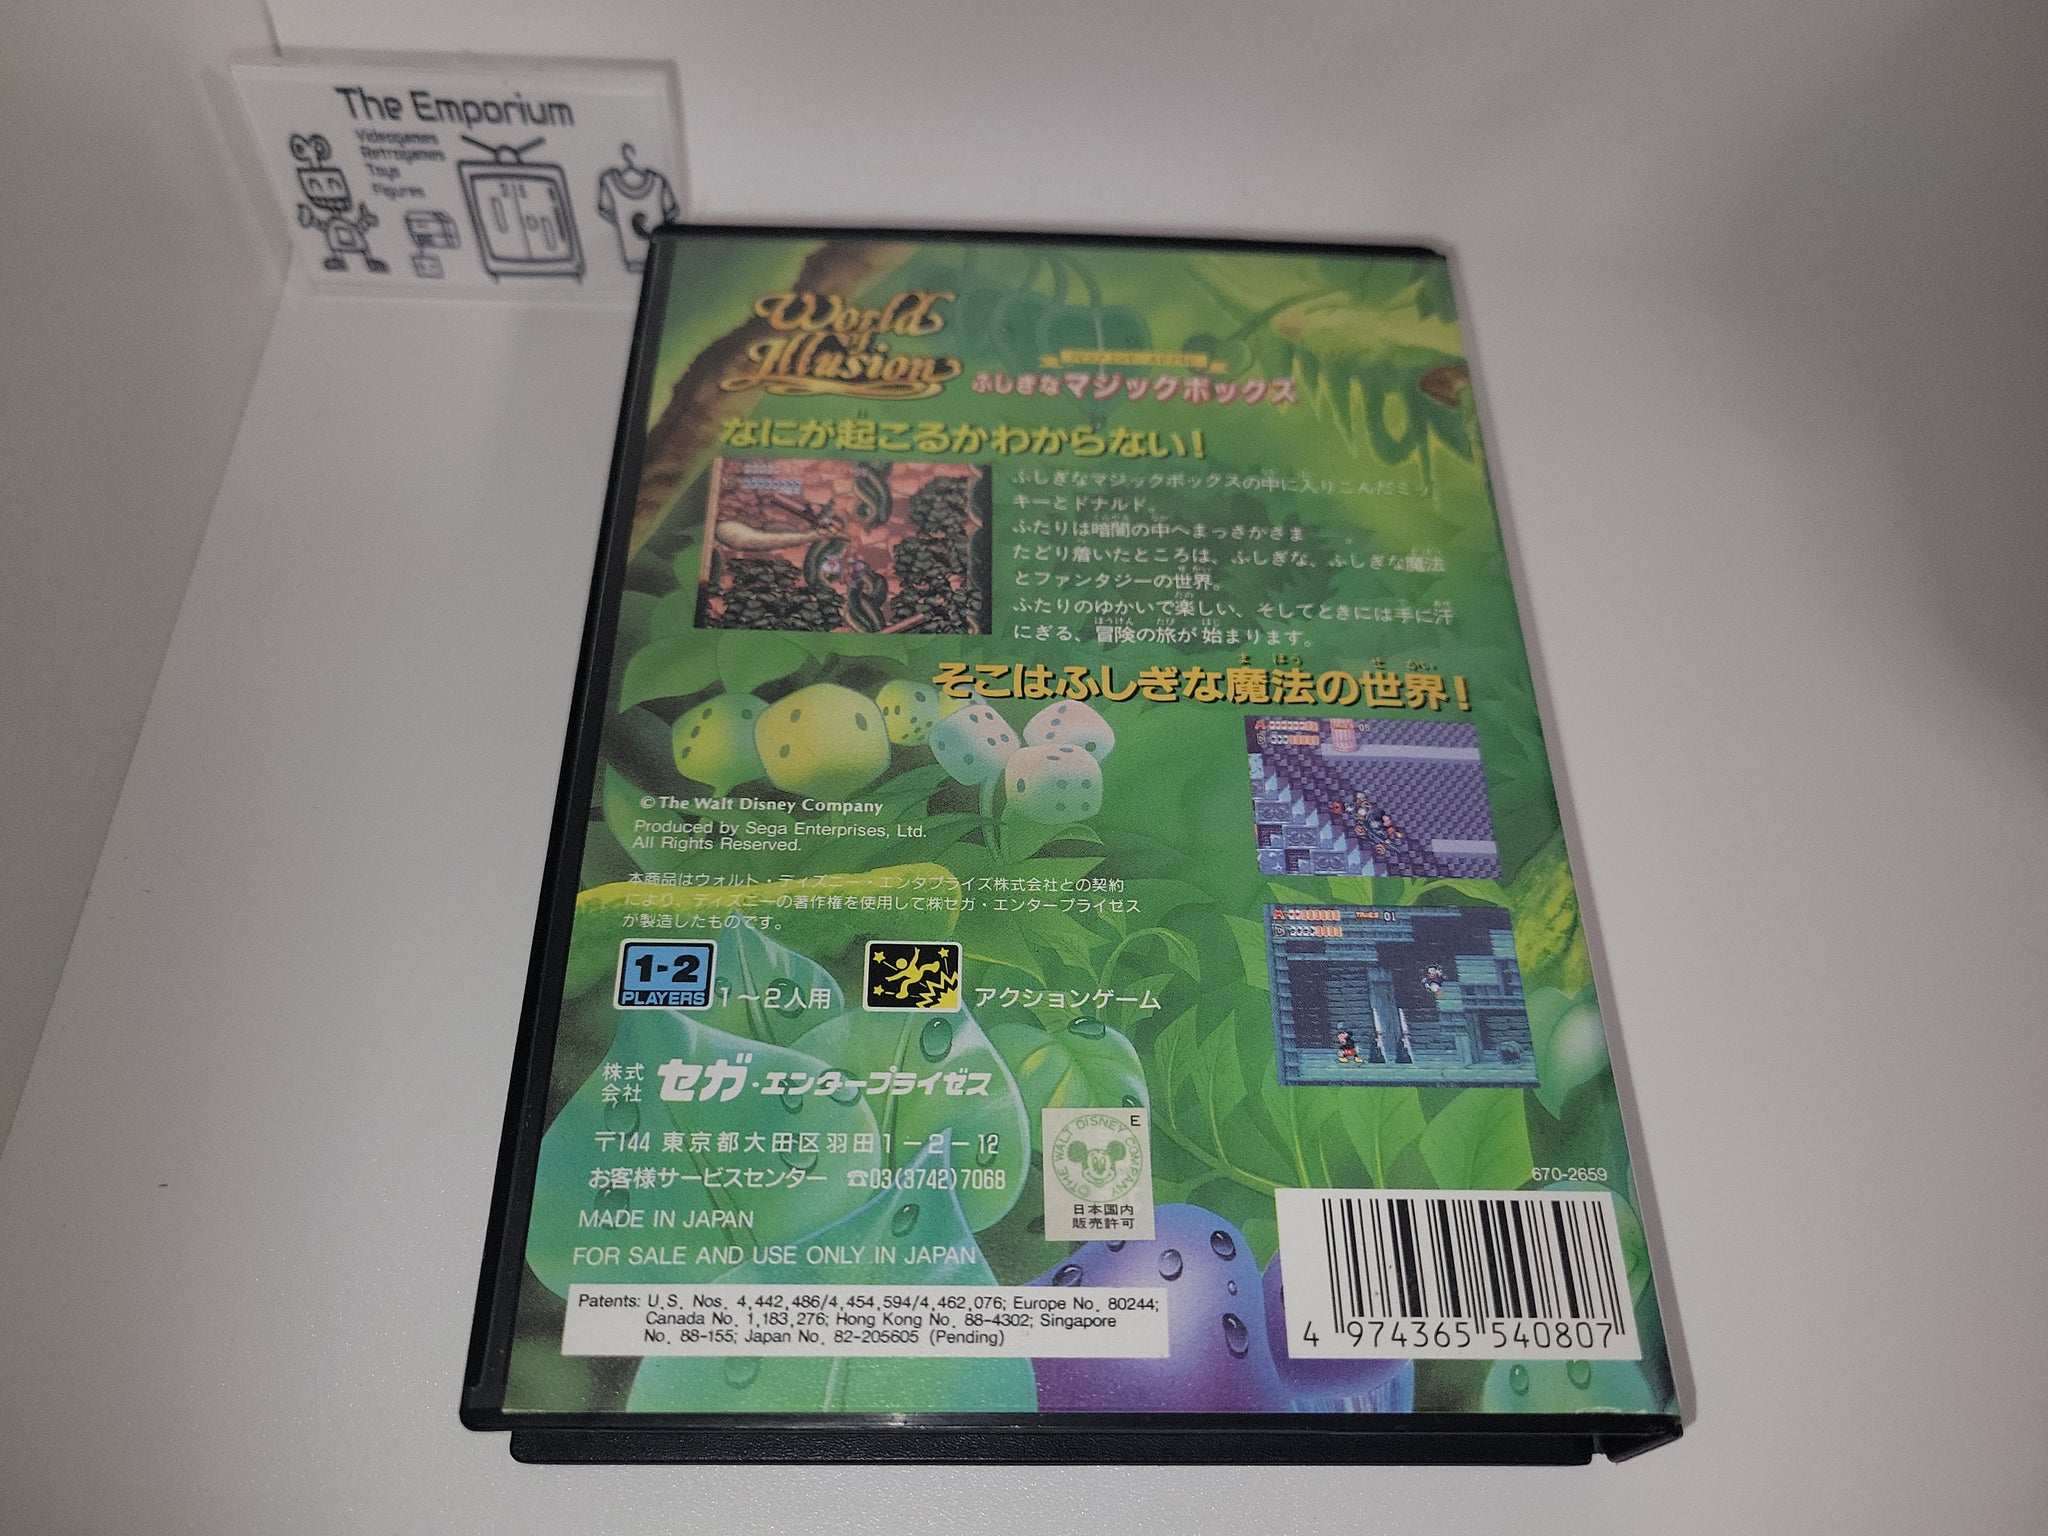 The Emporium
Videogames
Retrogames
Toys
Figures
World
of
Illusion
ふしぎなマジックボックス
なにが起こるかわからない!
ふしぎなマジックボックスの中に入りこんだミッ
キーとドナルド。
ふたりは暗闇の中へまっさかさま
たどり着いたところは、ふしぎな、ふしぎな魔法
とファンタジーの世界。
ふたりのゆかいで楽しい、そしてときには手に汗
にぎる、冒険の旅が始まります。
そこはふしぎな魔法の世界!
© The Walt Disney Company
Produced by Sega Enterprises, Ltd.
All Rights Reserved.
本商品はウォルト・ディズニー・エンタプライズ株式会社との契約
により、ディズニーの著作権を使用して㈱セガ・エンタープライゼス
が製造したものです。
1-2
PLAYERS
1〜2人用
アクションゲーム
株式
会社
セガ・エンタープライゼス
〒144 東京都大田区羽田1-2-12
お客様サービスセンター ☎03(3742)7068
MADE IN JAPAN
FOR SALE AND USE ONLY IN JAPAN
E
©THE WALT DISNEY COMPANY
日本国内
販売許可
Patents: U.S. Nos. 4,442,486/4,454,594/4,462,076; Europe No. 80244;
Canada No. 1,183,276; Hong Kong No. 88-4302; Singapore
No. 88-155; Japan No. 82-205605 (Pending)
670-2659
4 974365 540807